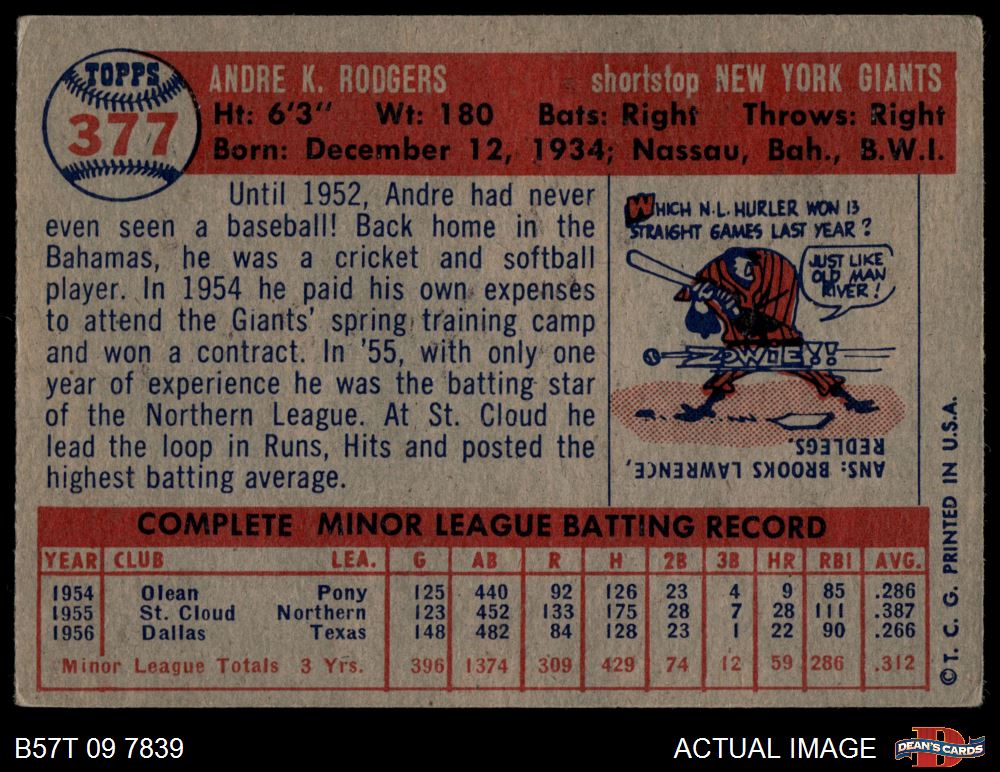 TOPPS
377
ANDRE K. RODGERS shortstop NEW YORK GIANTS
Ht: 6'3" Wt: 180 Bats: Right Throws: Right
Born: December 12, 1934; Nassau, Bah., B.W.I.
Until 1952, Andre had never
even seen a baseball! Back home in the
Bahamas, he was a cricket and softball
player. In 1954 he paid his own expenses
to attend the Giants' spring training camp
and won a contract. In '55, with only one
year of experience he was the batting star
of the Northern League. At St. Cloud he
lead the loop in Runs, Hits and posted the
highest batting average.
WHICH N.L. HURLER WON 13
STRAIGHT GAMES LAST YEAR?
JUST LIKE
OLD MAN
RIVER!
ZOWIE!!
ANS: BROOKS LAWRENCE,
REDLEGS.
COMPLETE MINOR LEAGUE BATTING RECORD
YEAR CLUB LEA. G AB R H 2B 3B HR RBI AVG.
1954 Olean Pony 125 440 92 126 23 4 9 85 .286
1955 St. Cloud Northern 123 452 133 175 28 7 28 111 .387
1956 Dallas Texas 148 482 84 128 23 1 22 90 .266
Minor League Totals 3 Yrs. 396 1374 309 429 74 12 59 286 .312
©T. C. G. PRINTED IN U.S.A.
B57T 09 7839
ACTUAL IMAGE
DEAN'S CARDS